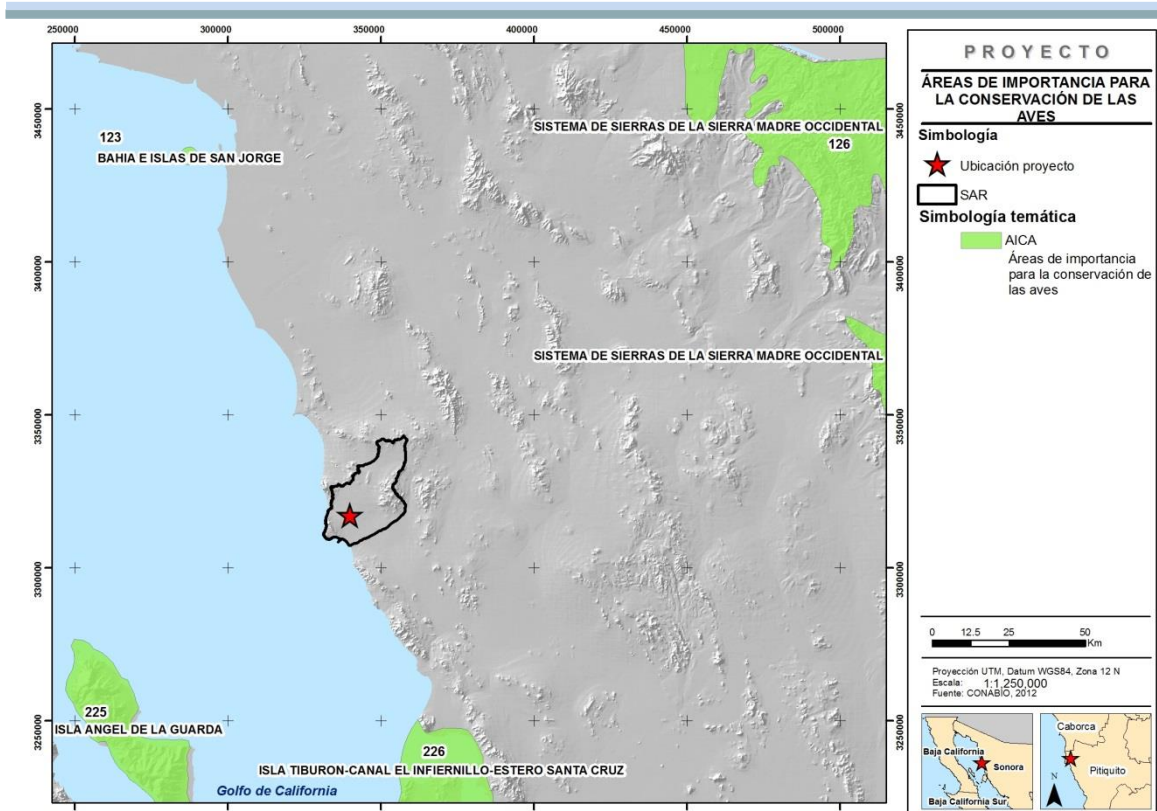 250000
300000
350000
400000
450000
500000
3450000
3450000
123
BAHIA E ISLAS DE SAN JORGE
SISTEMA DE SIERRAS DE LA SIERRA MADRE OCCIDENTAL
126
3400000
3400000
SISTEMA DE SIERRAS DE LA SIERRA MADRE OCCIDENTAL
3350000
3350000
3300000
3300000
3250000
3250000
225
ISLA ANGEL DE LA GUARDA
226
ISLA TIBURON-CANAL EL INFIERNILLO-ESTERO SANTA CRUZ
Golfo de California
PROYECTO
ÁREAS DE IMPORTANCIA PARA
LA CONSERVACIÓN DE LAS
AVES
Simbología
Ubicación proyecto
SAR
Simbología temática
AICA
Áreas de importancia
para la conservación de
las aves
0 12.5 25 50
Km
Proyección UTM, Datum WGS84, Zona 12 N
Escala: 1:1,250,000
Fuente: CONABIO, 2012
Baja California
Sonora
Baja California Sur
Caborca
Pitiquito
N